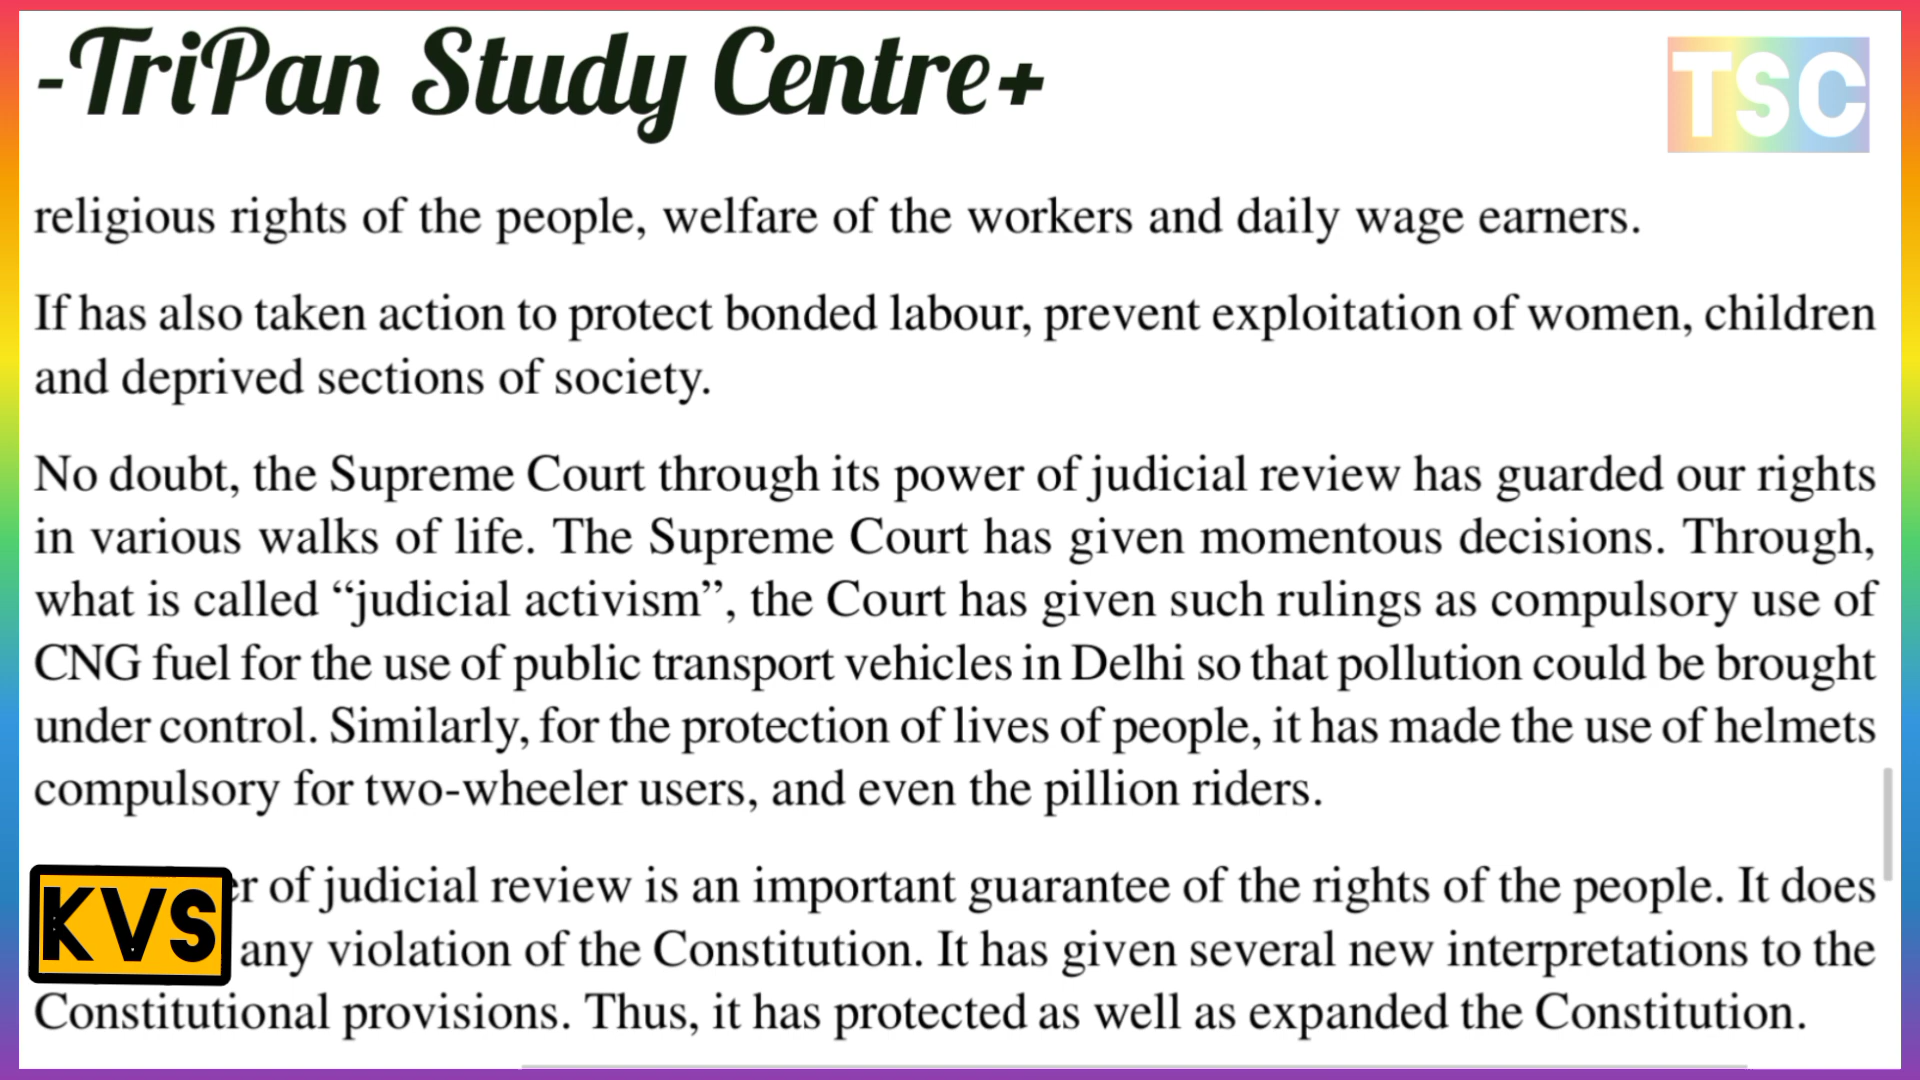 -TriPan Study Centre+
TSC
religious rights of the people, welfare of the workers and daily wage earners.
If has also taken action to protect bonded labour, prevent exploitation of women, children
and deprived sections of society.
No doubt, the Supreme Court through its power of judicial review has guarded our rights
in various walks of life. The Supreme Court has given momentous decisions. Through,
what is called “judicial activism”, the Court has given such rulings as compulsory use of
CNG fuel for the use of public transport vehicles in Delhi so that pollution could be brought
under control. Similarly, for the protection of lives of people, it has made the use of helmets
compulsory for two-wheeler users, and even the pillion riders.
of judicial review is an important guarantee of the rights of the people. It does
KVS
any violation of the Constitution. It has given several new interpretations to the
Constitutional provisions. Thus, it has protected as well as expanded the Constitution.